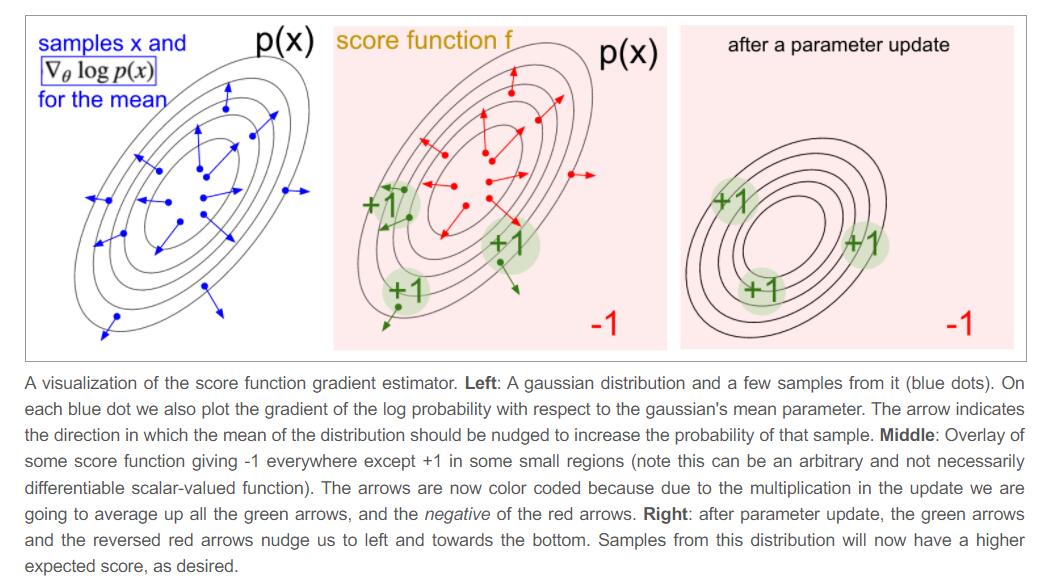 samples x and
∇θ log p(x)
for the mean
p(x)
score function f
p(x)
+1
+1
+1
-1
after a parameter update
+1
+1
+1
-1
A visualization of the score function gradient estimator. Left: A gaussian distribution and a few samples from it (blue dots). On
each blue dot we also plot the gradient of the log probability with respect to the gaussian's mean parameter. The arrow indicates
the direction in which the mean of the distribution should be nudged to increase the probability of that sample. Middle: Overlay of
some score function giving -1 everywhere except +1 in some small regions (note this can be an arbitrary and not necessarily
differentiable scalar-valued function). The arrows are now color coded because due to the multiplication in the update we are
going to average up all the green arrows, and the negative of the red arrows. Right: after parameter update, the green arrows
and the reversed red arrows nudge us to left and towards the bottom. Samples from this distribution will now have a higher
expected score, as desired.